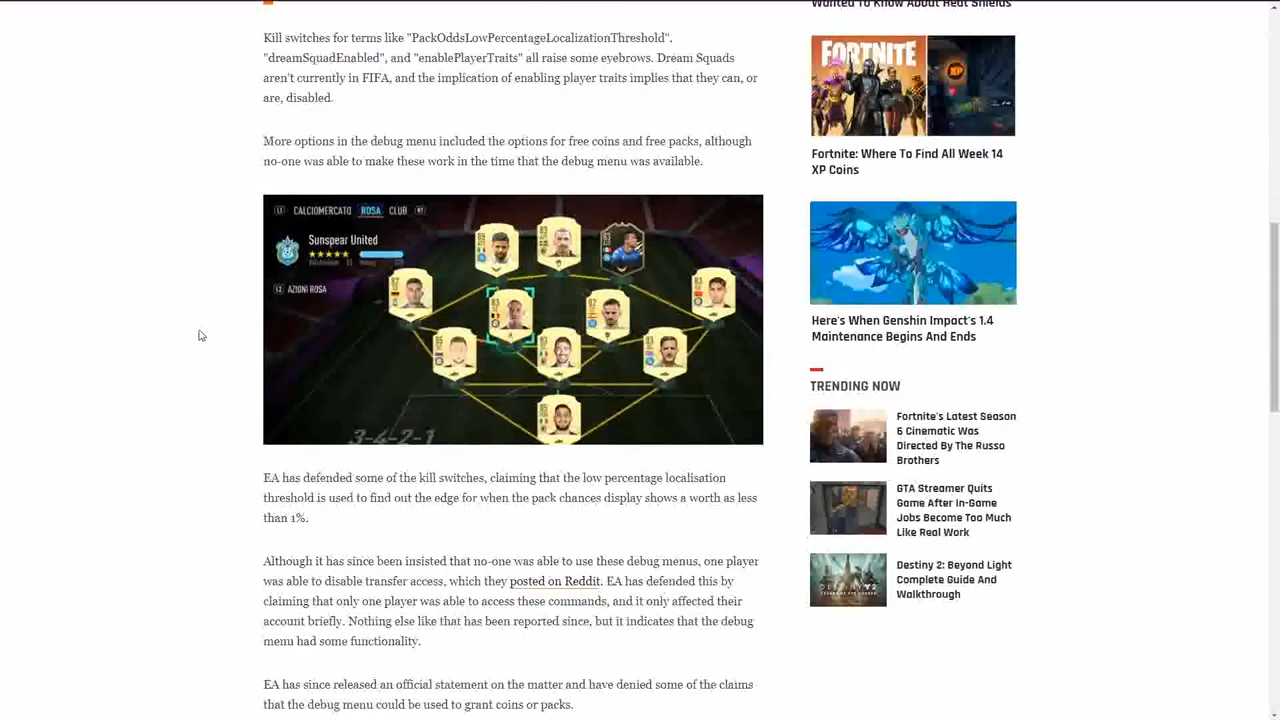 Wanted To Know About Heat Shields
Kill switches for terms like "PackOddsLowPercentageLocalizationThreshold".
"dreamSquadEnabled", and "enablePlayerTraits" all raise some eyebrows. Dream Squads
aren't currently in FIFA, and the implication of enabling player traits implies that they can, or
are, disabled.
More options in the debug menu included the options for free coins and free packs, although
no-one was able to make these work in the time that the debug menu was available.
CALCIOMERCATO ROSA CLUB
Sunspear United
AZIONI ROSA
3-4-2-1
EA has defended some of the kill switches, claiming that the low percentage localisation
threshold is used to find out the edge for when the pack chances display shows a worth as less
than 1%.
Although it has since been insisted that no-one was able to use these debug menus, one player
was able to disable transfer access, which they posted on Reddit. EA has defended this by
claiming that only one player was able to access these commands, and it only affected their
account briefly. Nothing else like that has been reported since, but it indicates that the debug
menu had some functionality.
EA has since released an official statement on the matter and have denied some of the claims
that the debug menu could be used to grant coins or packs.
FORTNITE
XP
Fortnite: Where To Find All Week 14
XP Coins
Here's When Genshin Impact's 1.4
Maintenance Begins And Ends
TRENDING NOW
Fortnite's Latest Season
6 Cinematic Was
Directed By The Russo
Brothers
GTA Streamer Quits
Game After In-Game
Jobs Become Too Much
Like Real Work
Destiny 2: Beyond Light
Complete Guide And
Walkthrough